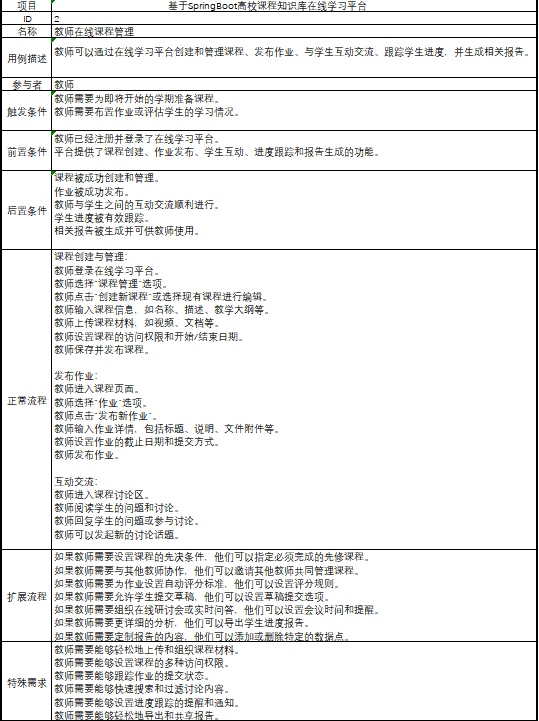 项目 基于SpringBoot高校课程知识库在线学习平台
ID 2
名称 教师在线课程管理
用例描述 教师可以通过在线学习平台创建和管理课程、发布作业、与学生互动交流、跟踪学生进度，并生成相关报告。
参与者 教师
触发条件
教师需要为即将开始的学期准备课程。
教师需要布置作业或评估学生的学习情况。
前置条件
教师已经注册并登录了在线学习平台。
平台提供了课程创建、作业发布、学生互动、进度跟踪和报告生成的功能。
后置条件
课程被成功创建和管理。
作业被成功发布。
教师与学生之间的互动交流顺利进行。
学生进度被有效跟踪。
相关报告被生成并可供教师使用。
正常流程
课程创建与管理:
教师登录在线学习平台。
教师选择"课程管理"选项。
教师点击"创建新课程"或选择现有课程进行编辑。
教师输入课程信息，如名称、描述、教学大纲等。
教师上传课程材料，如视频、文档等。
教师设置课程的访问权限和开始/结束日期。
教师保存并发布课程。
发布作业:
教师进入课程页面。
教师选择"作业"选项。
教师点击"发布新作业"。
教师输入作业详情，包括标题、说明、文件附件等。
教师设置作业的截止日期和提交方式。
教师发布作业。
互动交流:
教师进入课程讨论区。
教师阅读学生的问题和讨论。
教师回复学生的问题或参与讨论。
教师可以发起新的讨论话题。
扩展流程
如果教师需要设置课程的先决条件，他们可以指定必须完成的先修课程。
如果教师需要与其他教师协作，他们可以邀请其他教师共同管理课程。
如果教师需要为作业设置自动评分标准，他们可以设置评分规则。
如果教师需要允许学生提交草稿，他们可以设置草稿提交选项。
如果教师需要组织在线研讨会或实时问答，他们可以设置会议时间和提醒。
如果教师需要更详细的分析，他们可以导出学生进度报告。
如果教师需要定制报告的内容，他们可以添加或删除特定的数据点。
特殊需求
教师需要能够轻松地上传和组织课程材料。
教师需要能够设置课程的多种访问权限。
教师需要能够跟踪作业的提交状态。
教师需要能够快速搜索和过滤讨论内容。
教师需要能够设置进度跟踪的提醒和通知。
教师需要能够轻松地导出和共享报告。